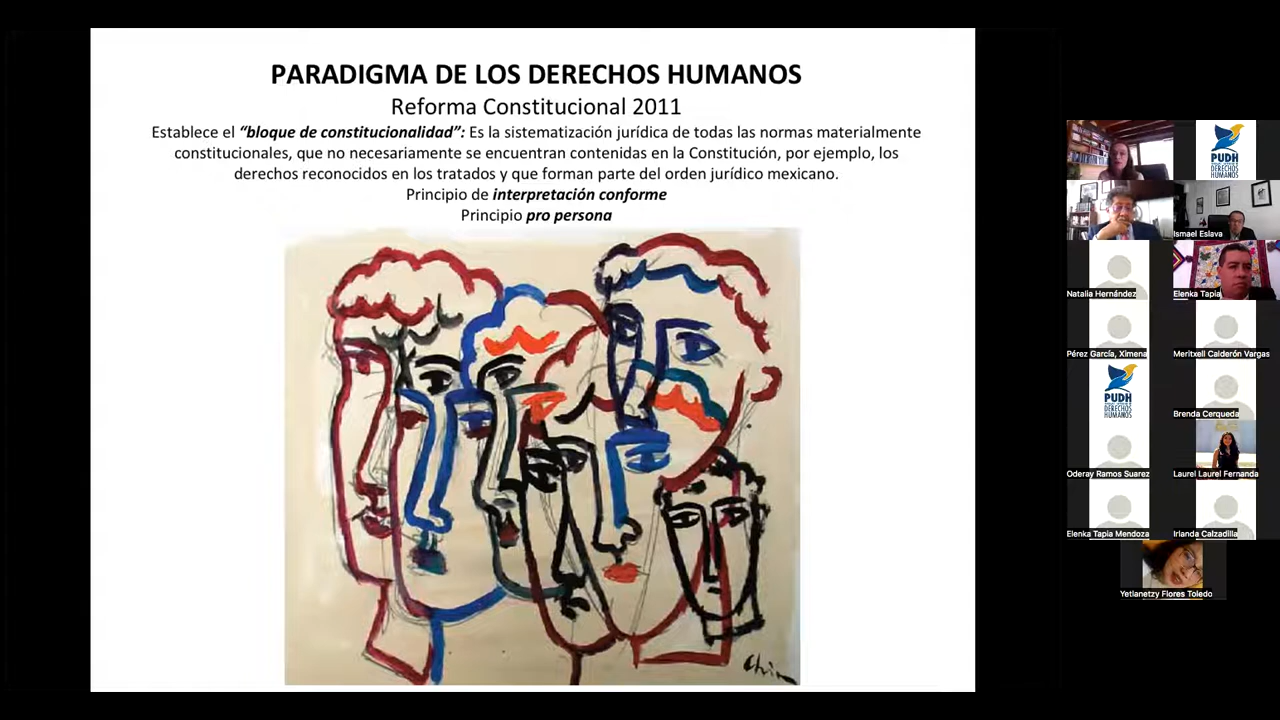 PARADIGMA DE LOS DERECHOS HUMANOS
Reforma Constitucional 2011
Establece el “bloque de constitucionalidad”: Es la sistematización jurídica de todas las normas materialmente
constitucionales, que no necesariamente se encuentran contenidas en la Constitución, por ejemplo, los
derechos reconocidos en los tratados y que forman parte del orden jurídico mexicano.
Principio de interpretación conforme
Principio pro persona
PUDH
DERECHOS
HUMANOS
Ismael Eslava
Natalia Hernández
Elenka Tapia
Pérez García, Ximena
Meritxell Calderón Vargas
PUDH
DERECHOS
HUMANOS
Brenda Cerqueda
Oderay Ramos Suarez
Laurel Laurel Fernanda
Elenka Tapia Mendoza
Irlanda Calzadilla
Yetlanetzy Flores Toledo